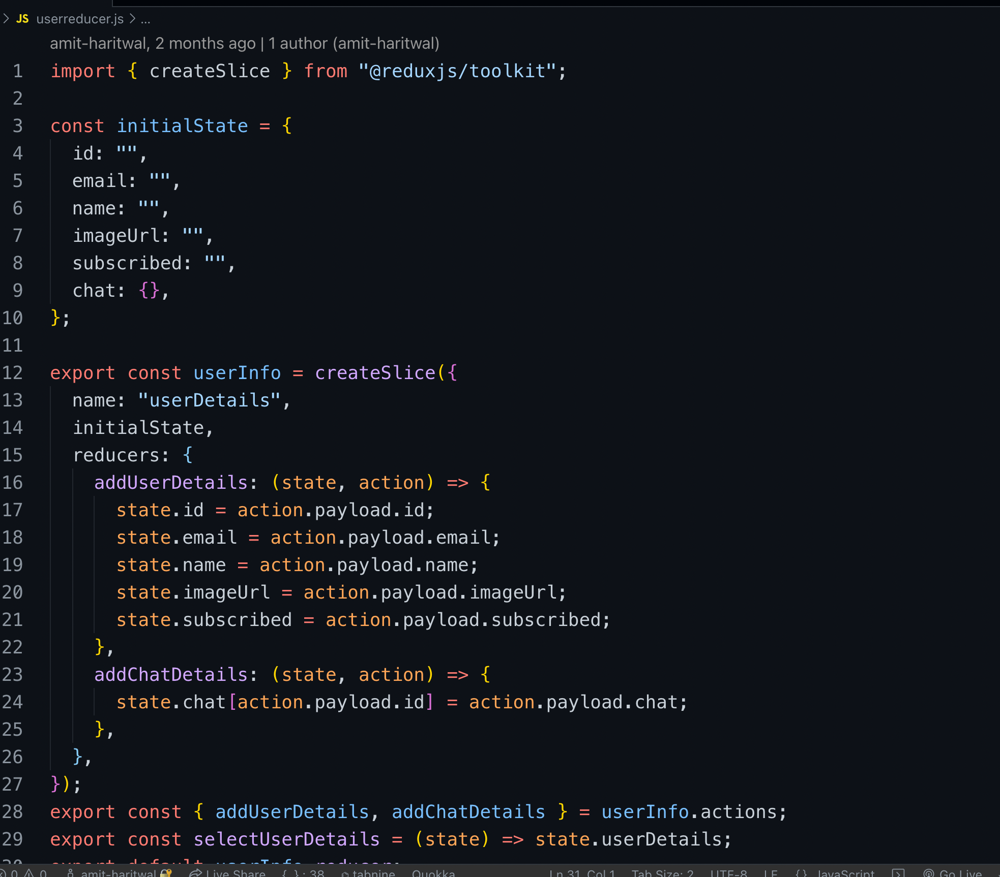 JS userreducer.js > ...
amit-haritwal, 2 months ago | 1 author (amit-haritwal)
1 import { createSlice } from "@reduxjs/toolkit";
2
3 const initialState = {
4 id: "",
5 email: "",
6 name: "",
7 imageUrl: "",
8 subscribed: "",
9 chat: {},
10 };
11
12 export const userInfo = createSlice({
13 name: "userDetails",
14 initialState,
15 reducers: {
16 addUserDetails: (state, action) => {
17 state.id = action.payload.id;
18 state.email = action.payload.email;
19 state.name = action.payload.name;
20 state.imageUrl = action.payload.imageUrl;
21 state.subscribed = action.payload.subscribed;
22 },
23 addChatDetails: (state, action) => {
24 state.chat[action.payload.id] = action.payload.chat;
25 },
26 },
27 });
28 export const { addUserDetails, addChatDetails } = userInfo.actions;
29 export const selectUserDetails = (state) => state.userDetails;
30 export default userInfo.reducer;
0 0 amit-haritwal Live Share { } : 38 tabnine Quokka Ln 31, Col 1 Tab Size: 2 UTF-8 LF {} JavaScript Go Live